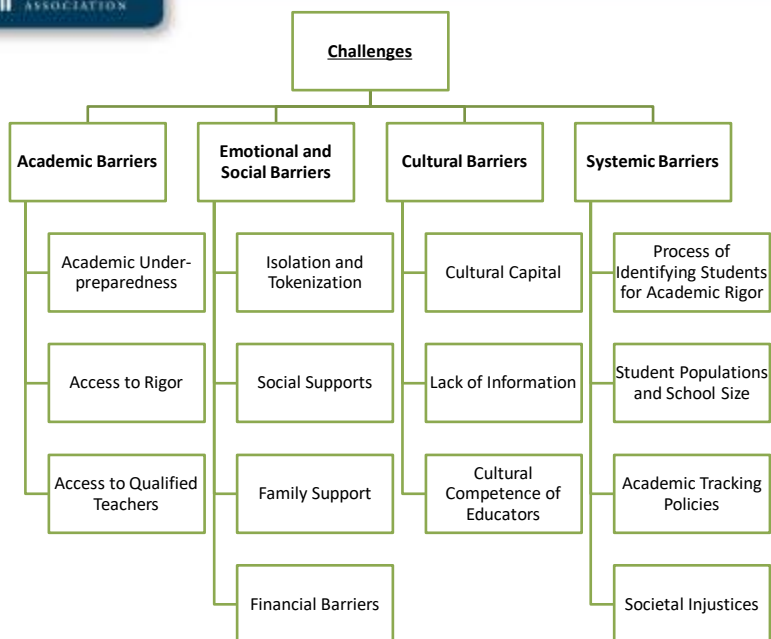 ASSOCIATION
Challenges
Academic Barriers
Academic Under-
preparedness
Access to Rigor
Access to Qualified
Teachers
Emotional and
Social Barriers
Isolation and
Tokenization
Social Supports
Family Support
Financial Barriers
Cultural Barriers
Cultural Capital
Lack of Information
Cultural
Competence of
Educators
Systemic Barriers
Process of
Identifying Students
for Academic Rigor
Student Populations
and School Size
Academic Tracking
Policies
Societal Injustices